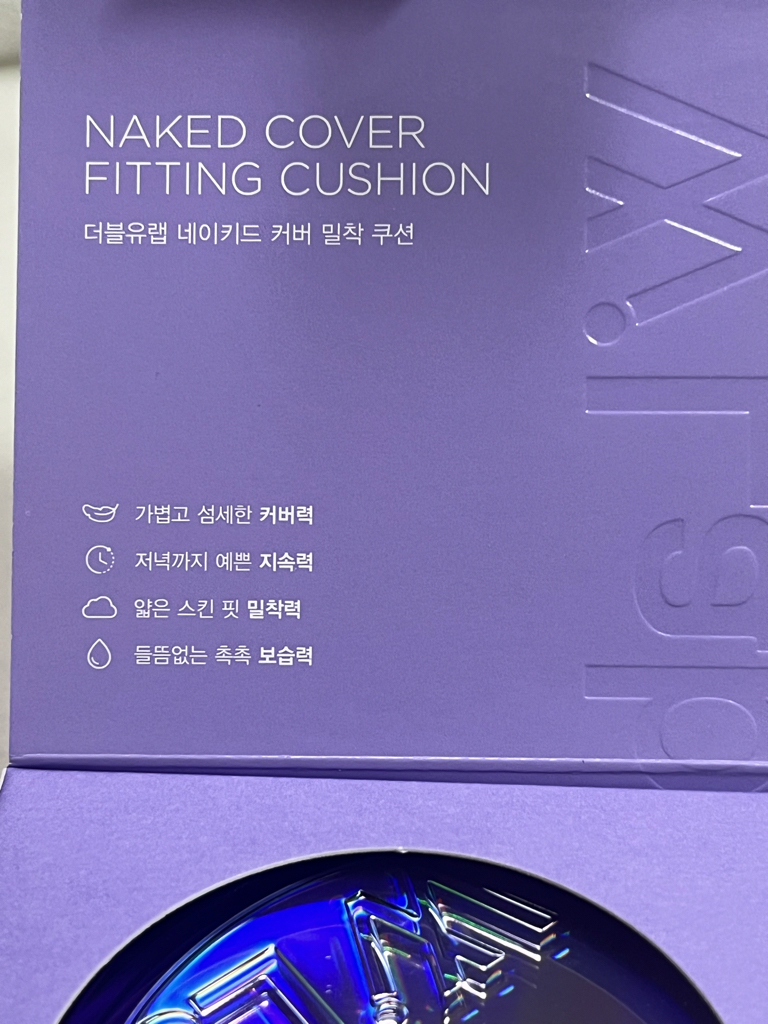 NAKED COVER
FITTING CUSHION
더블유랩 네이키드 커버 밀착 쿠션
가볍고 섬세한 커버력
저녁까지 예쁜 지속력
얇은 스킨 핏 밀착력
들뜸없는 촉촉 보습력
W.lab